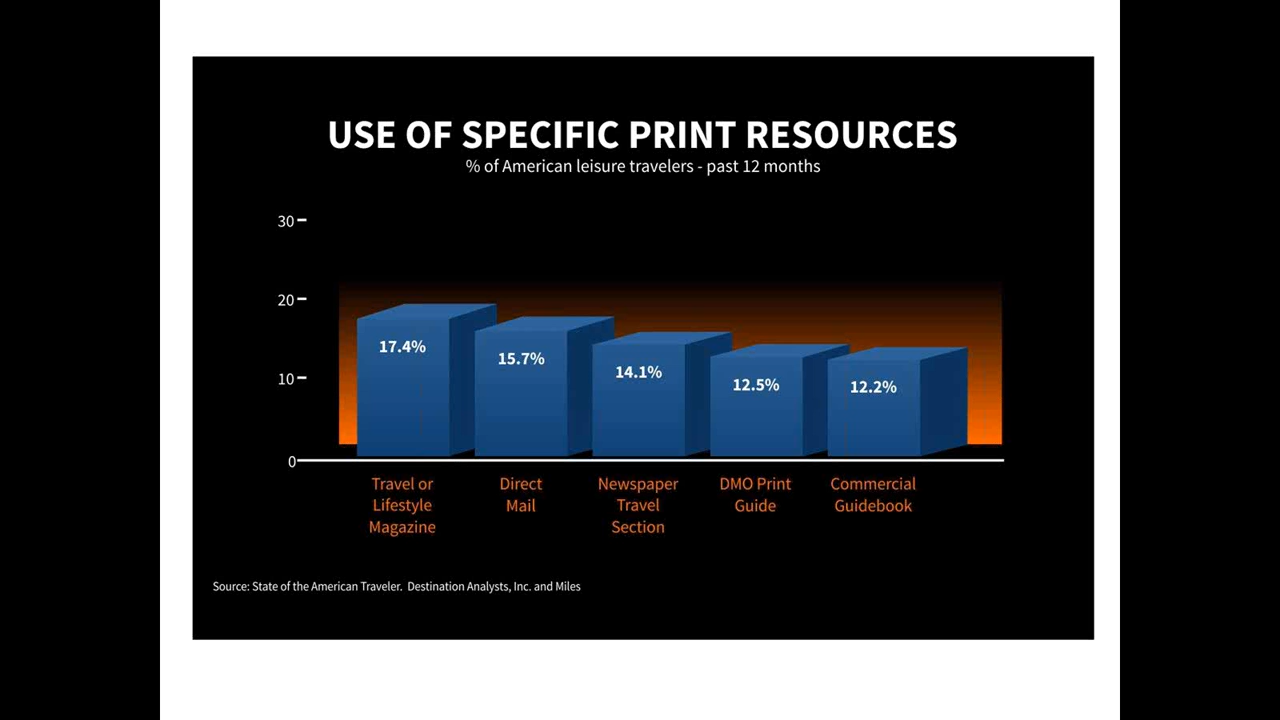 USE OF SPECIFIC PRINT RESOURCES
% of American leisure travelers - past 12 months
30
20
10
0
17.4%
15.7%
14.1%
12.5%
12.2%
Travel or
Lifestyle
Magazine
Direct
Mail
Newspaper
Travel
Section
DMO Print
Guide
Commercial
Guidebook
Source: State of the American Traveler. Destination Analysts, Inc. and Miles